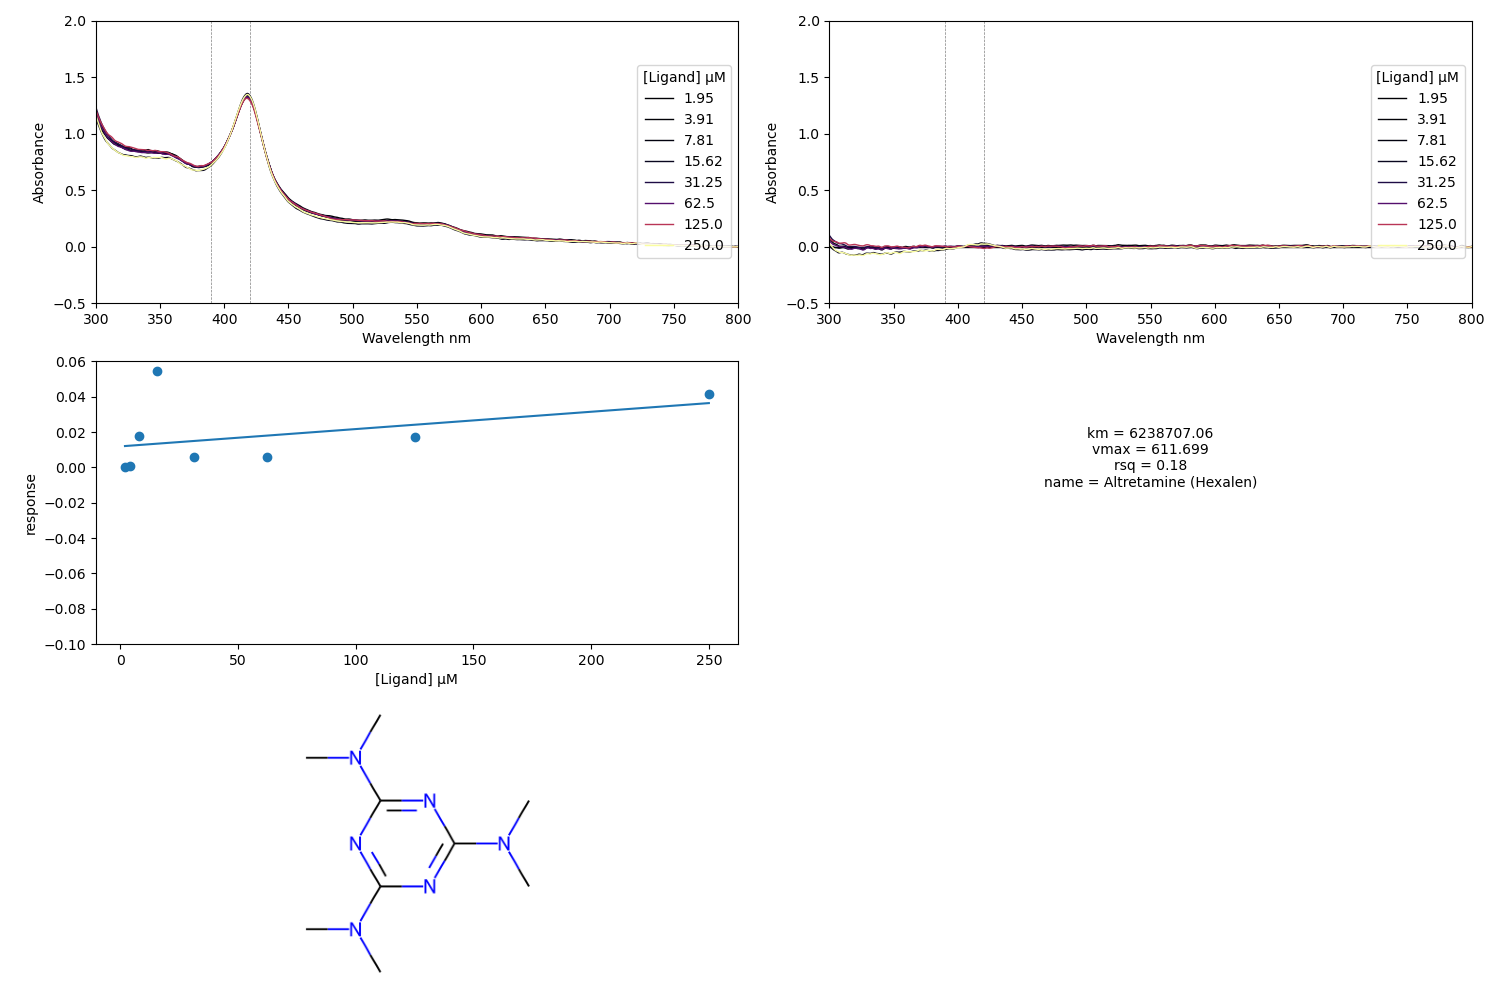 2.0
1.5
1.0
0.5
0.0
−0.5
Absorbance
300 350 400 450 500 550 600 650 700 750 800
Wavelength nm
[Ligand] µM
1.95
3.91
7.81
15.62
31.25
62.5
125.0
250.0
2.0
1.5
1.0
0.5
0.0
−0.5
Absorbance
300 350 400 450 500 550 600 650 700 750 800
Wavelength nm
[Ligand] µM
1.95
3.91
7.81
15.62
31.25
62.5
125.0
250.0
0.06
0.04
0.02
0.00
−0.02
−0.04
−0.06
−0.08
−0.10
response
0 50 100 150 200 250
[Ligand] µM
km = 6238707.06
vmax = 611.699
rsq = 0.18
name = Altretamine (Hexalen)
N
N
N
N
N
N